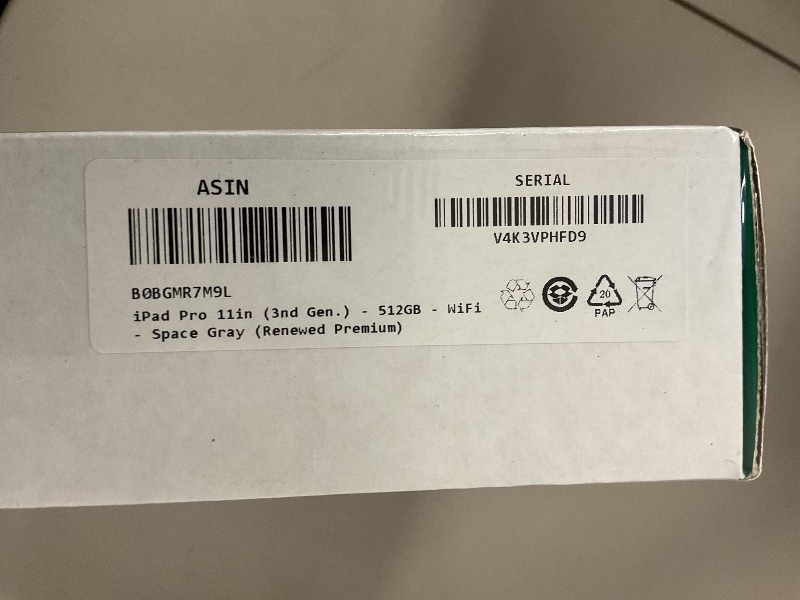 ASIN
SERIAL
V4K3VPHFD9
B0BGMR7M9L
iPad Pro 11in (3nd Gen.) - 512GB - WiFi
- Space Gray (Renewed Premium)
20
PAP